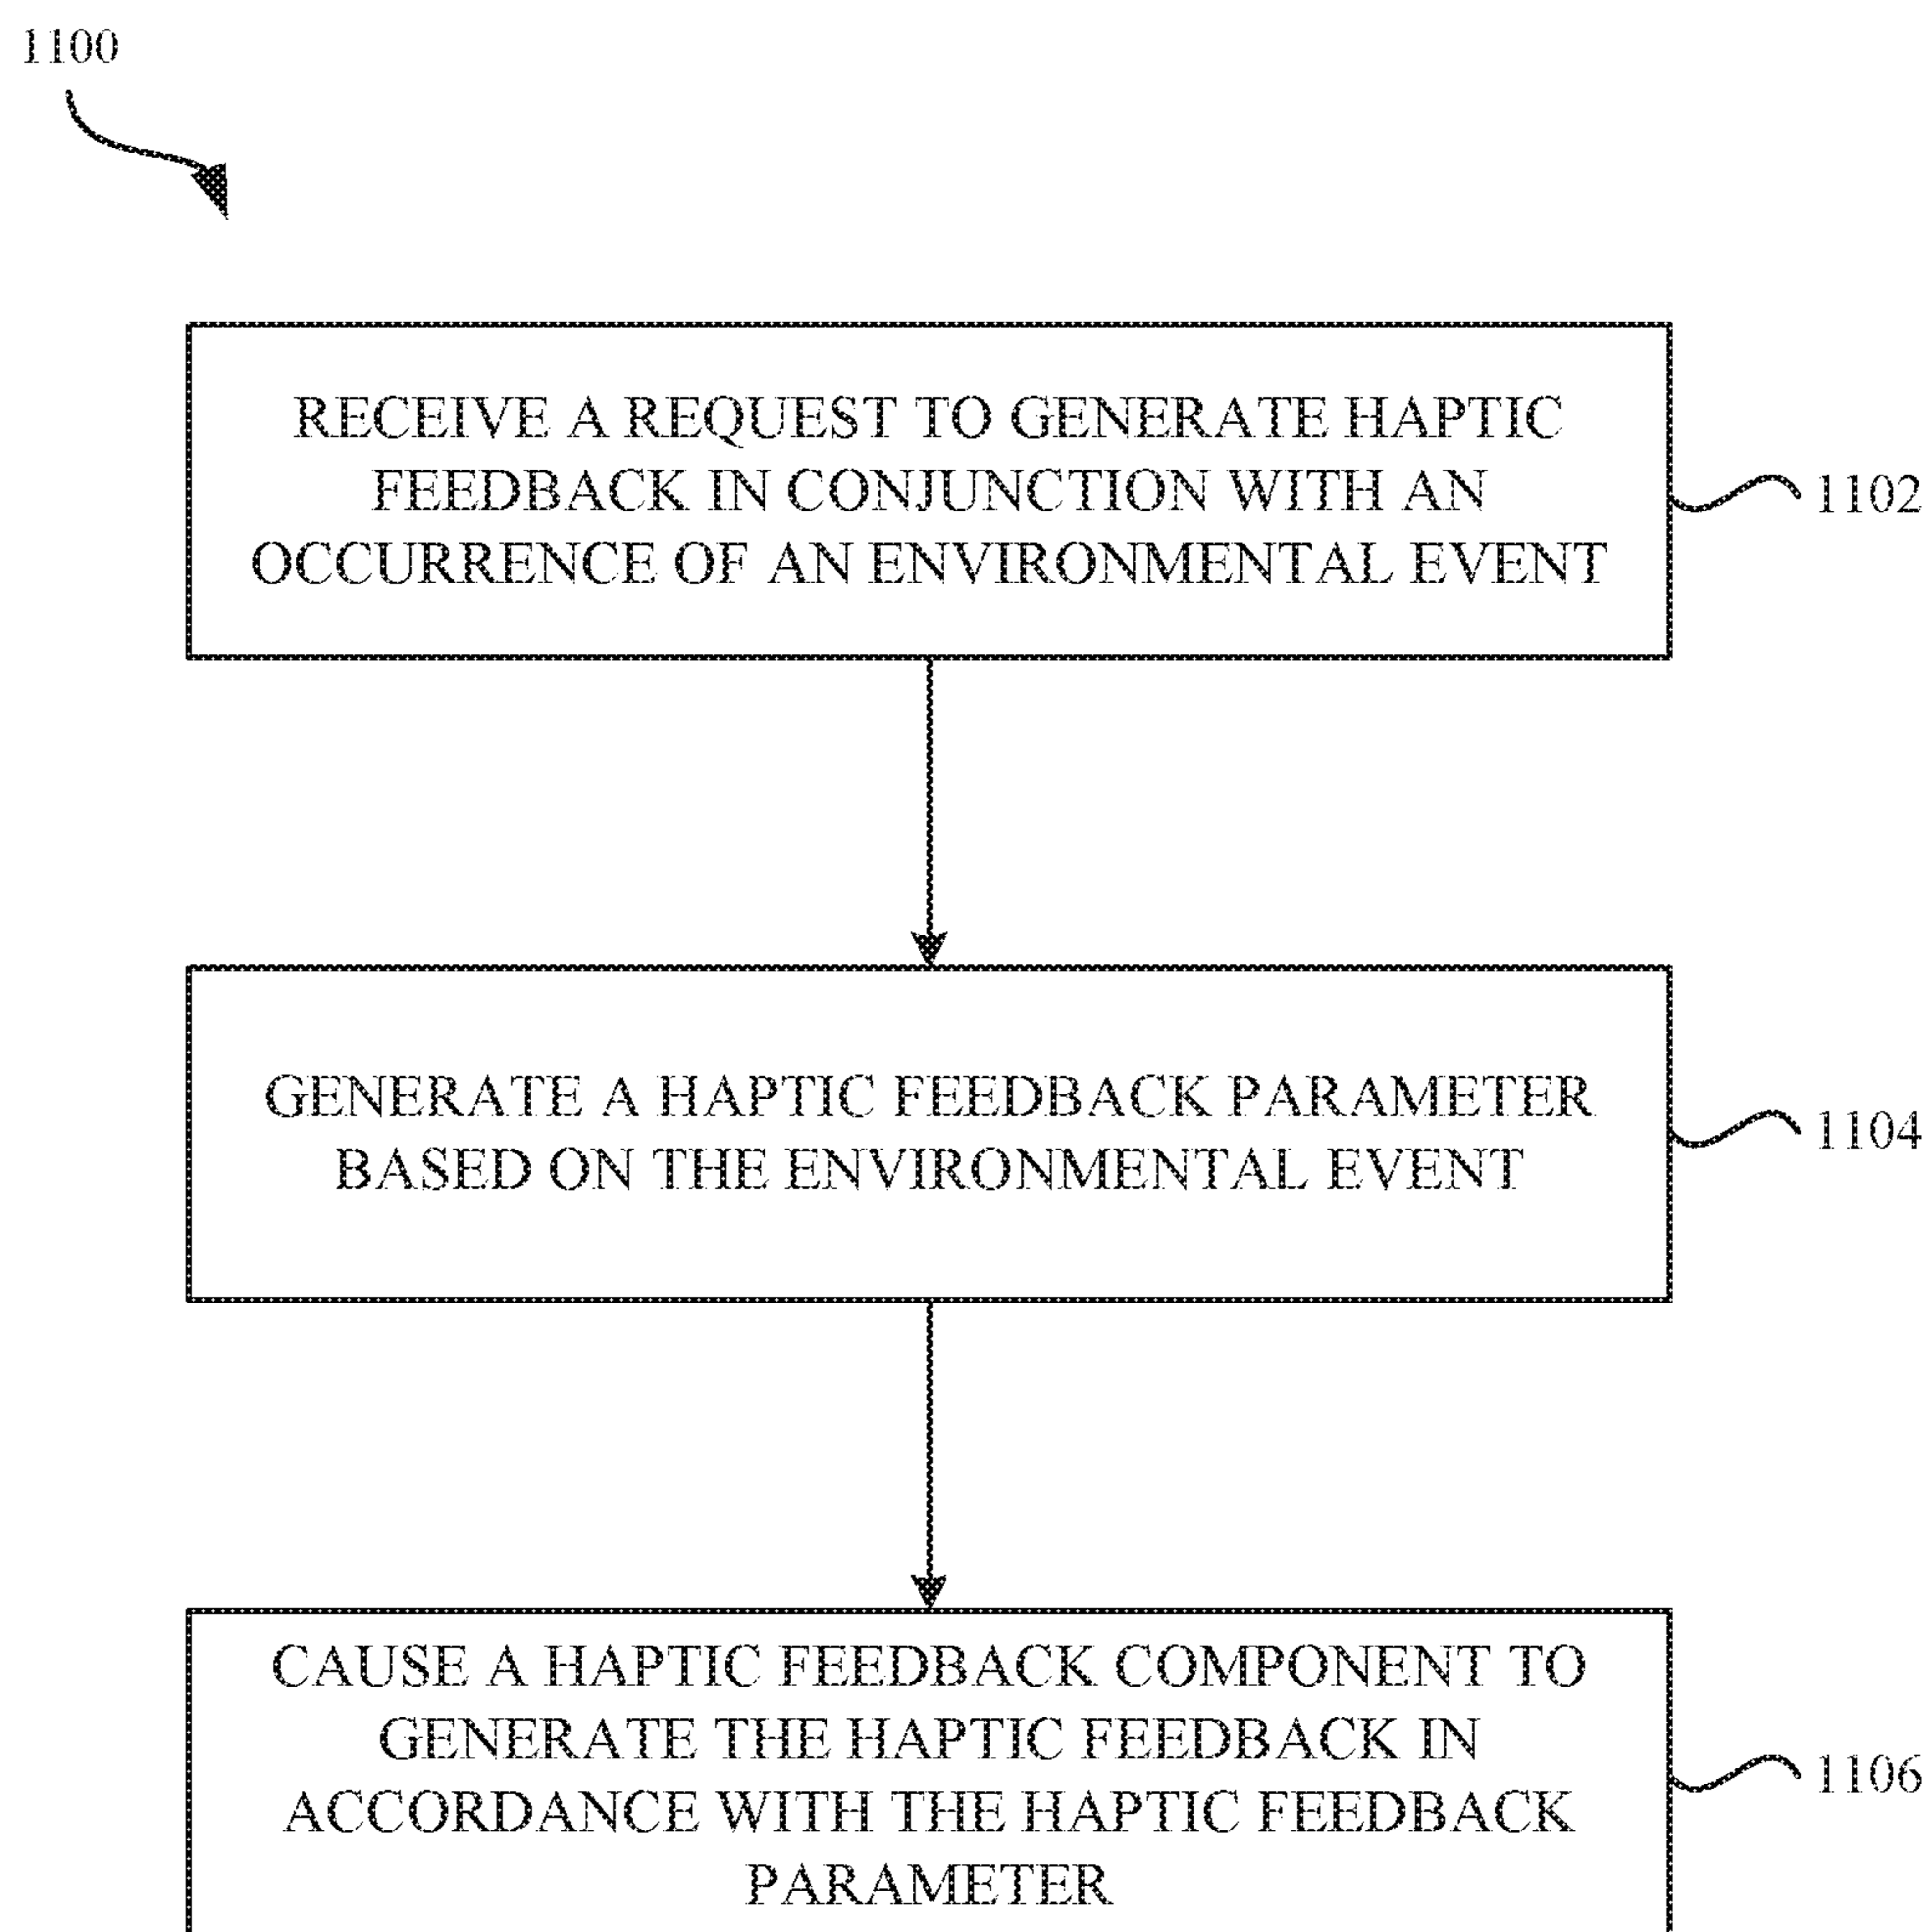 1100
RECEIVE A REQUEST TO GENERATE HAPTIC
FEEDBACK IN CONJUNCTION WITH AN
OCCURRENCE OF AN ENVIRONMENTAL EVENT
1102
GENERATE A HAPTIC FEEDBACK PARAMETER
BASED ON THE ENVIRONMENTAL EVENT
1104
CAUSE A HAPTIC FEEDBACK COMPONENT TO
GENERATE THE HAPTIC FEEDBACK IN
ACCORDANCE WITH THE HAPTIC FEEDBACK
PARAMETER
1106